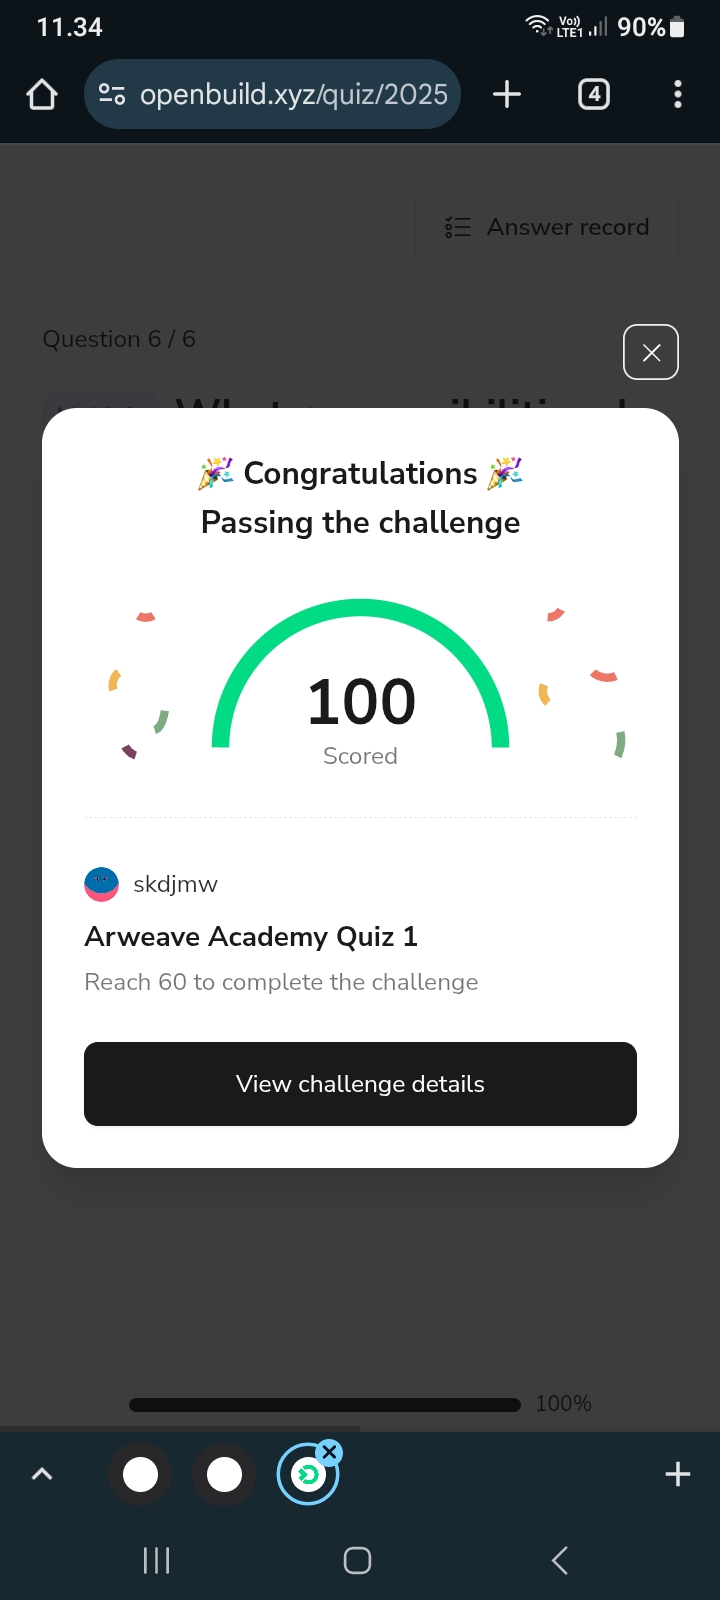 11.34
Vo)) LTE1 90%
openbuild.xyz/quiz/2025
4
Answer record
Question 6 / 6
🎉 Congratulations 🎉
Passing the challenge
100
Scored
skdjmw
Arweave Academy Quiz 1
Reach 60 to complete the challenge
View challenge details
100%